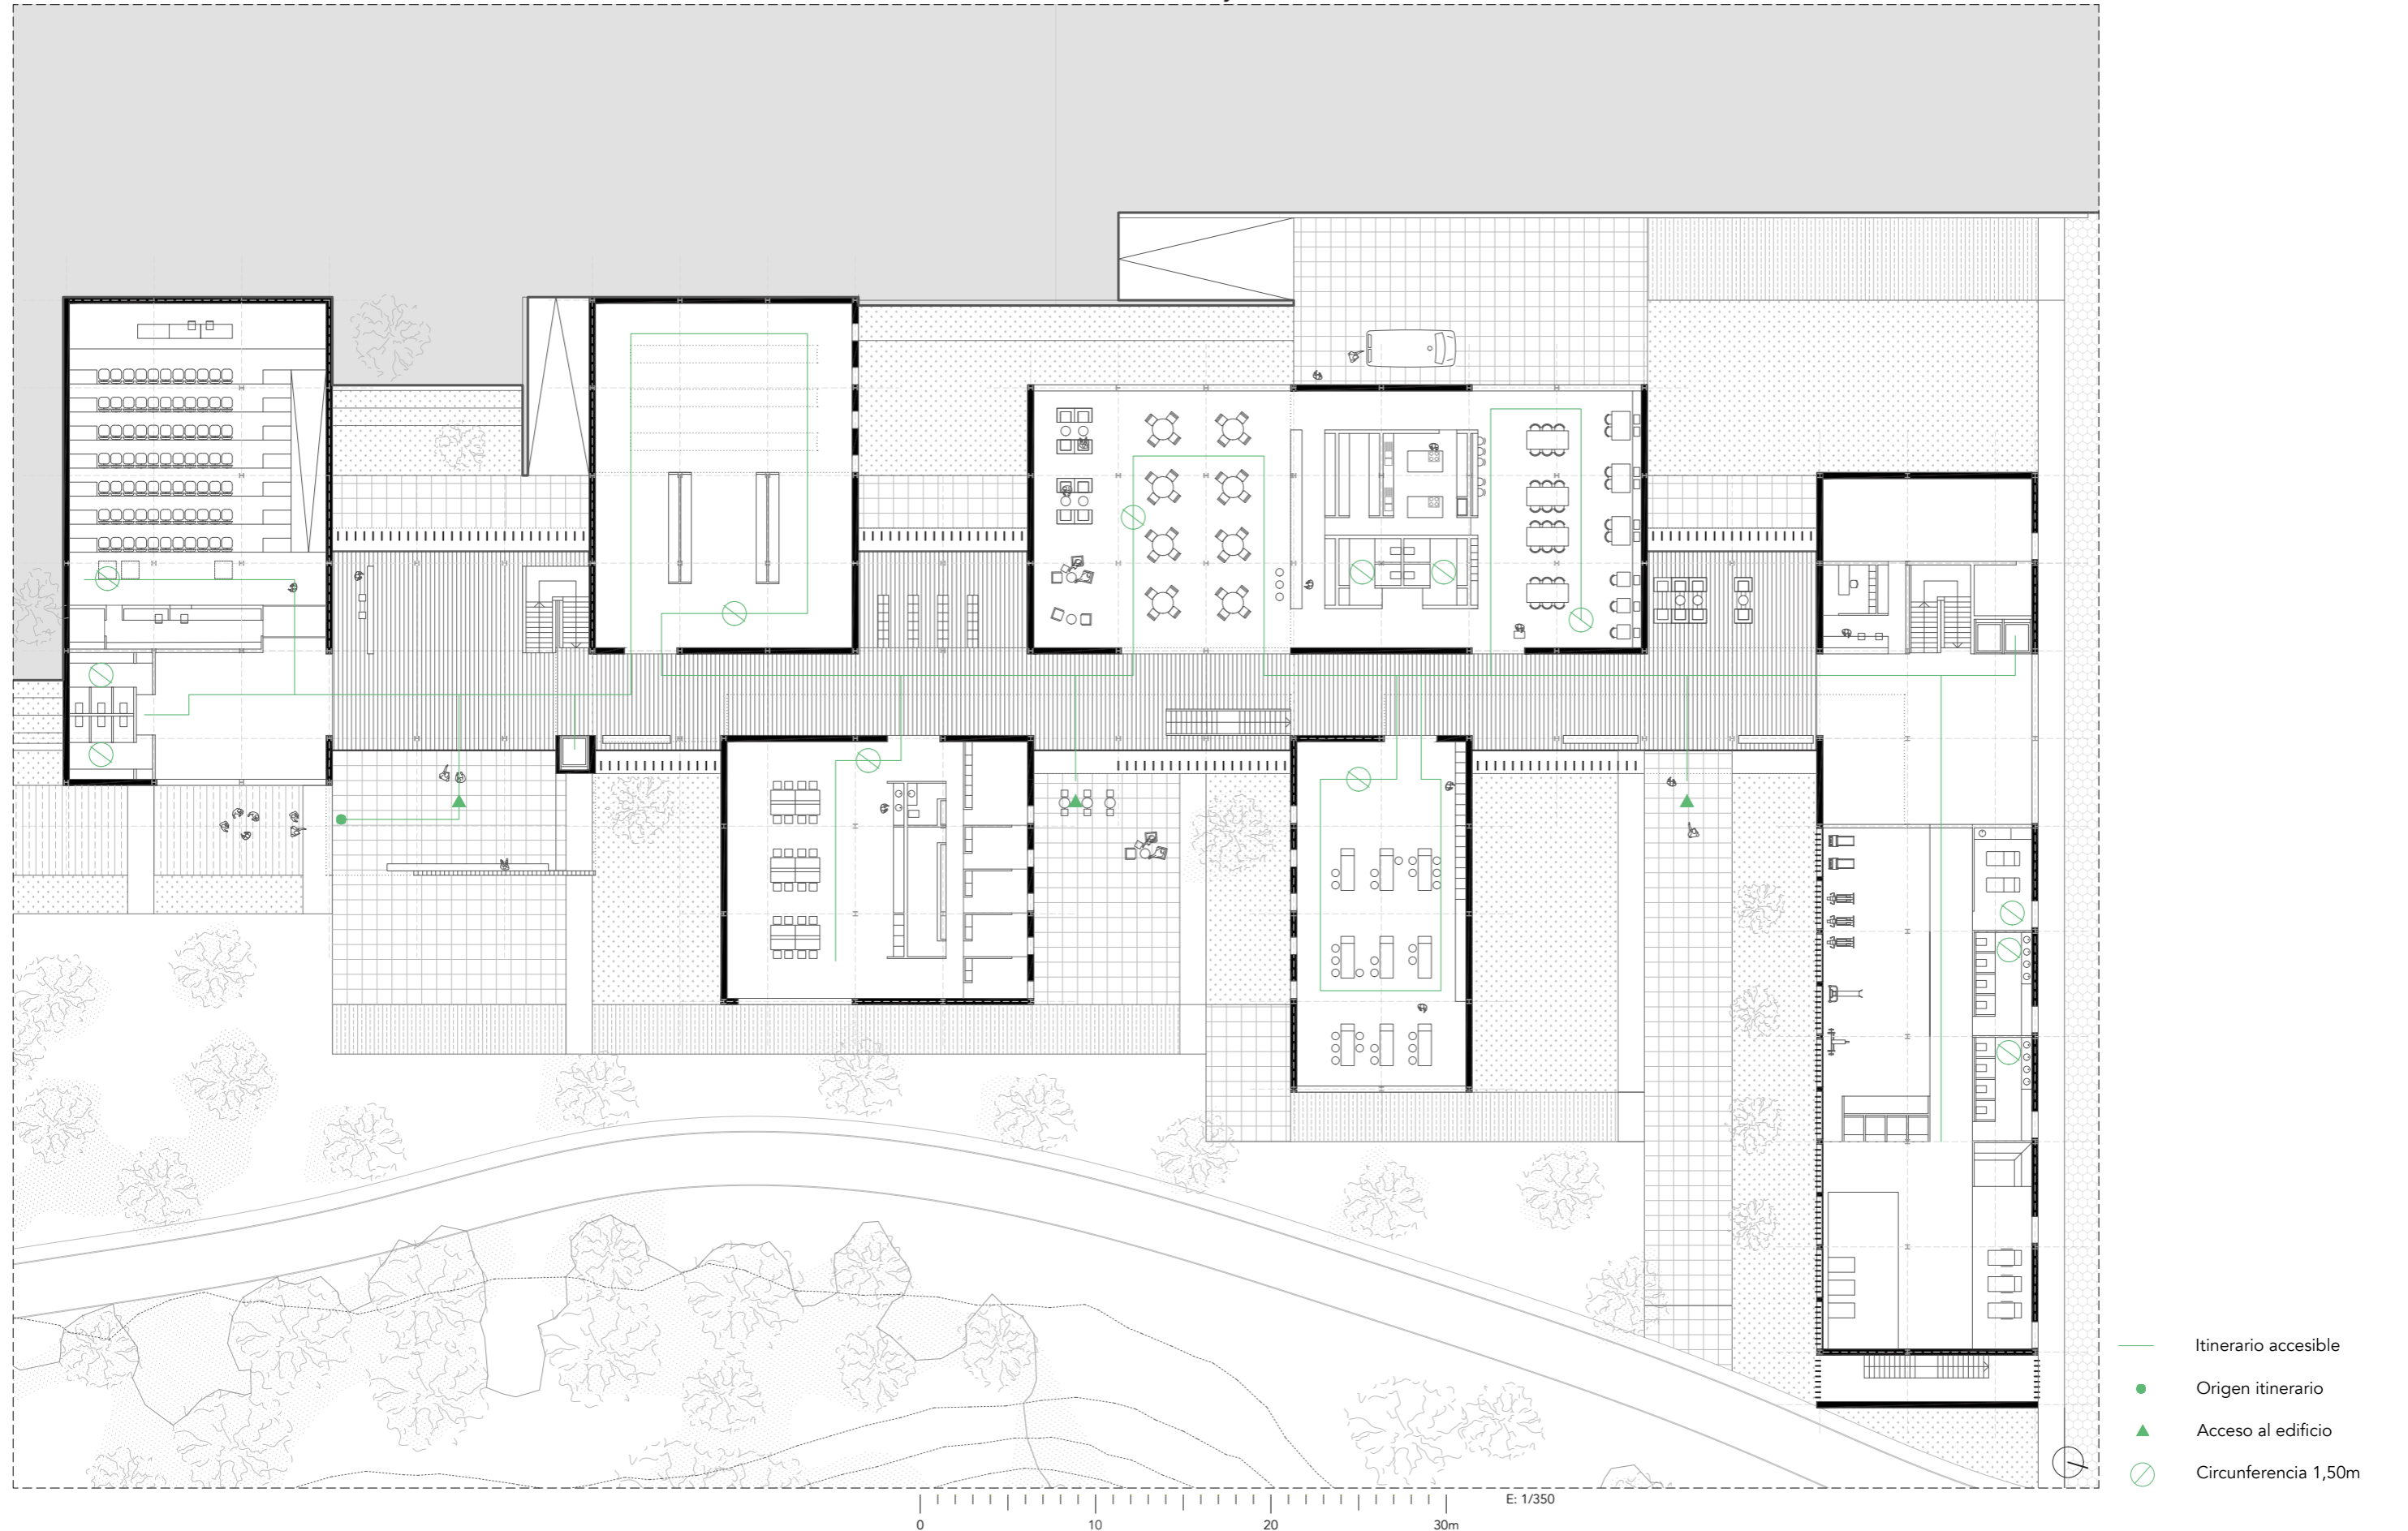 Itinerario accesible
Origen itinerario
Acceso al edificio
Circunferencia 1,50m
E: 1/350
0 10 20 30m